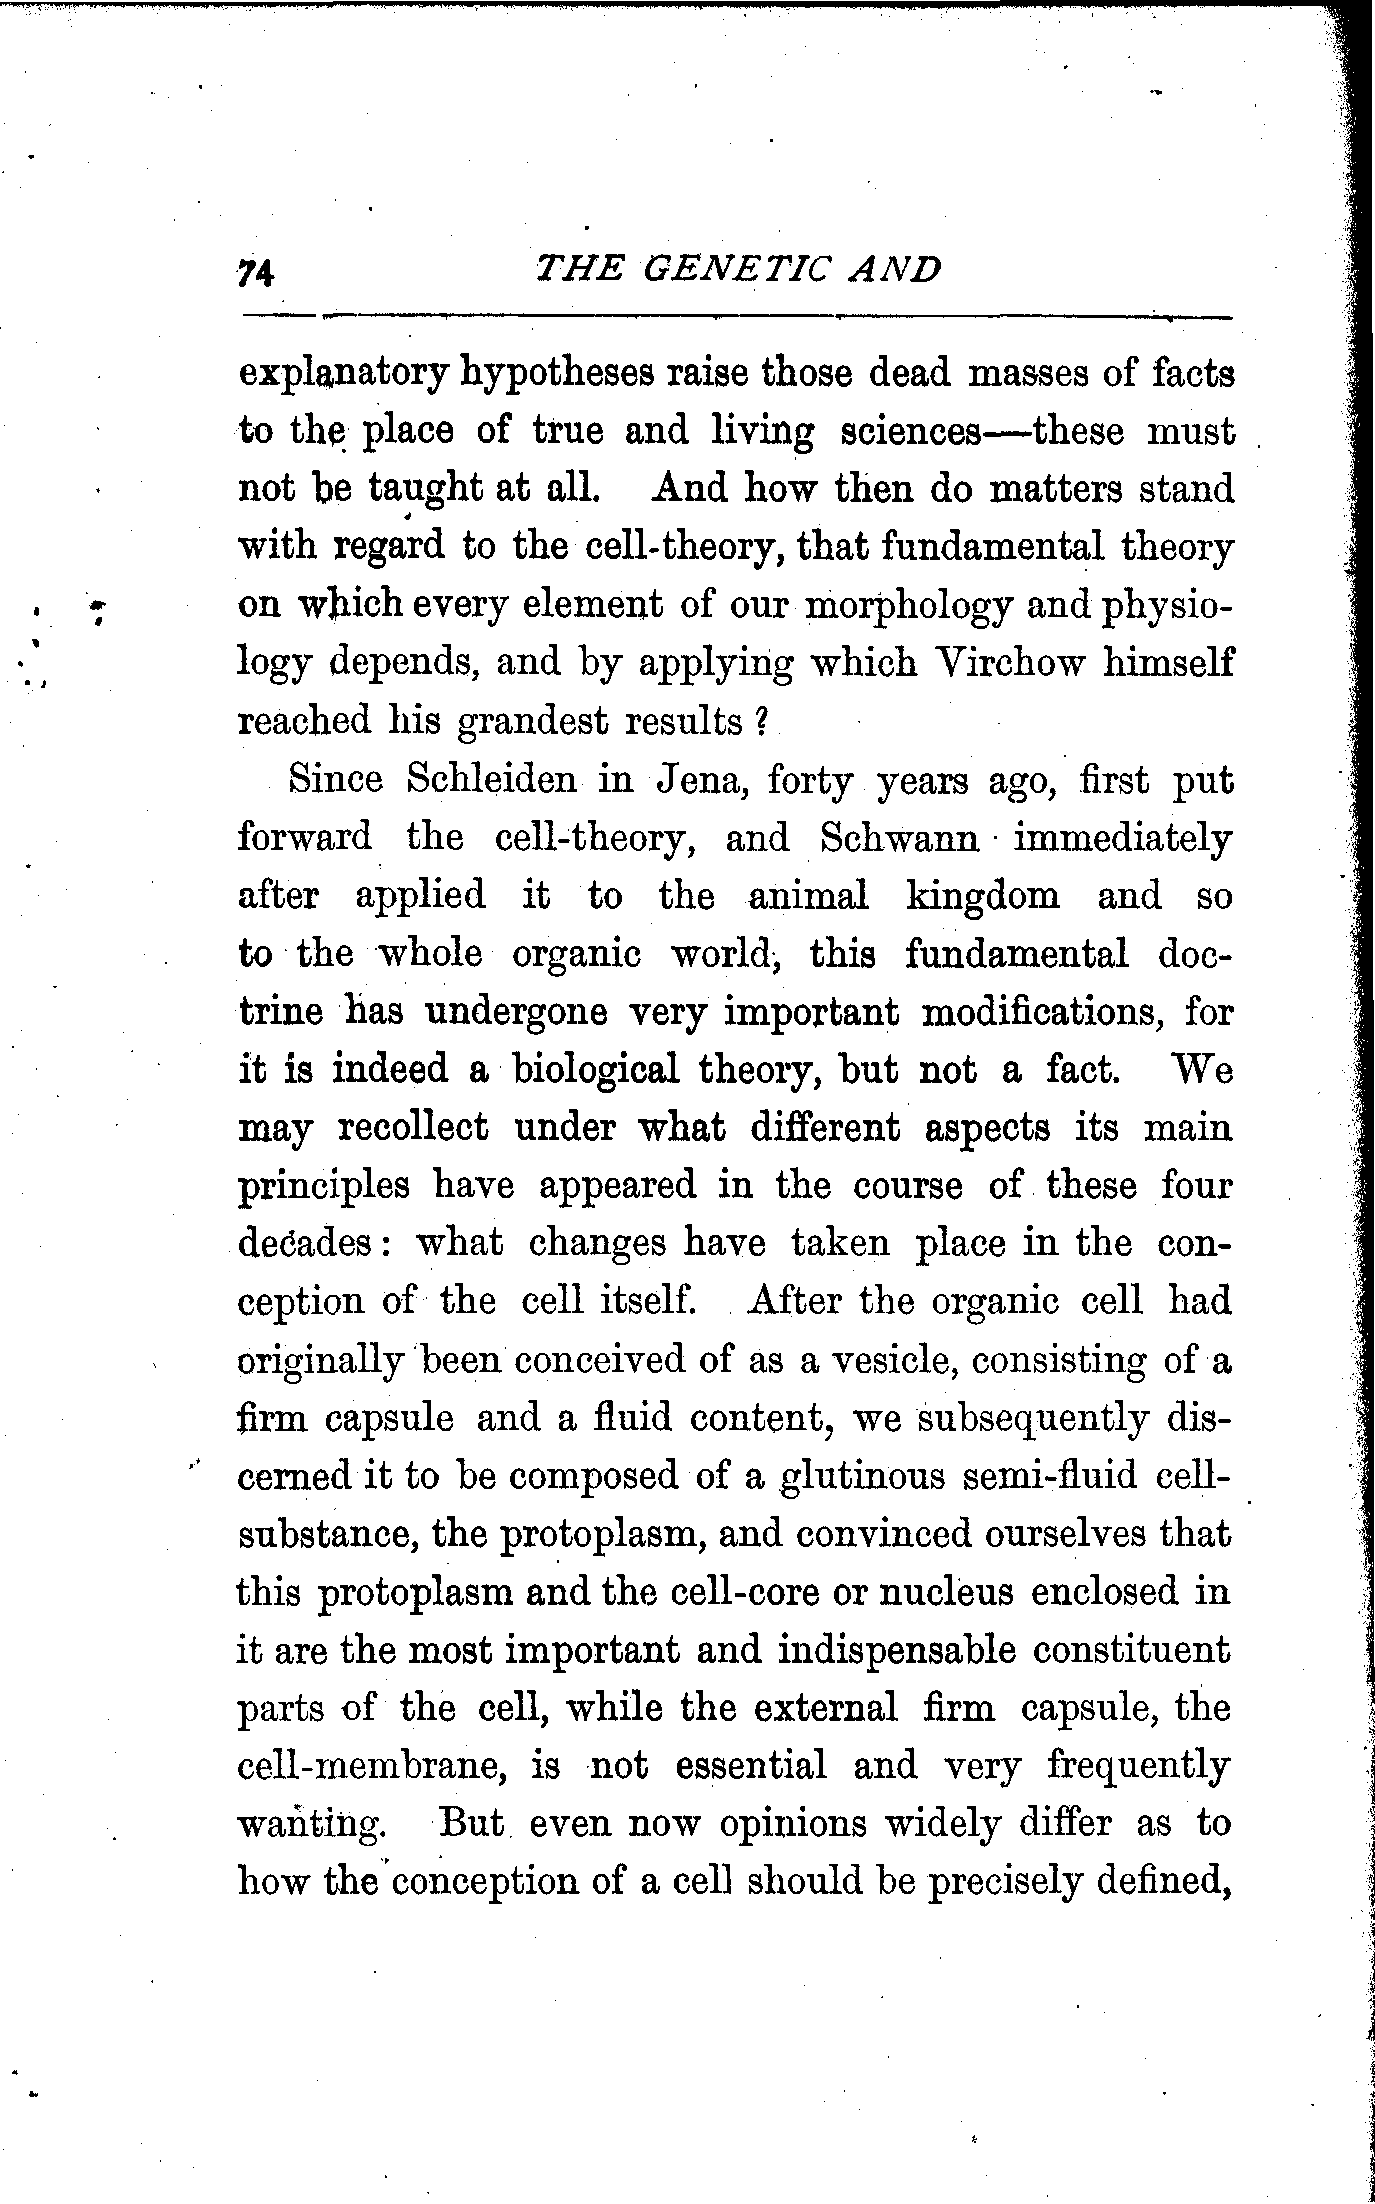 74 THE GENETIC AND
explanatory hypotheses raise those dead masses of facts
to the place of true and living sciences—these must
not be taught at all. And how then do matters stand
with regard to the cell-theory, that fundamental theory
on which every element of our morphology and physio-
logy depends, and by applying which Virchow himself
reached his grandest results ?
Since Schleiden in Jena, forty years ago, first put
forward the cell-theory, and Schwann immediately
after applied it to the animal kingdom and so
to the whole organic world, this fundamental doc-
trine has undergone very important modifications, for
it is indeed a biological theory, but not a fact. We
may recollect under what different aspects its main
principles have appeared in the course of these four
decades : what changes have taken place in the con-
ception of the cell itself. After the organic cell had
originally been conceived of as a vesicle, consisting of a
firm capsule and a fluid content, we subsequently dis-
cerned it to be composed of a glutinous semi-fluid cell-
substance, the protoplasm, and convinced ourselves that
this protoplasm and the cell-core or nucleus enclosed in
it are the most important and indispensable constituent
parts of the cell, while the external firm capsule, the
cell-membrane, is not essential and very frequently
wanting. But even now opinions widely differ as to
how the conception of a cell should be precisely defined,